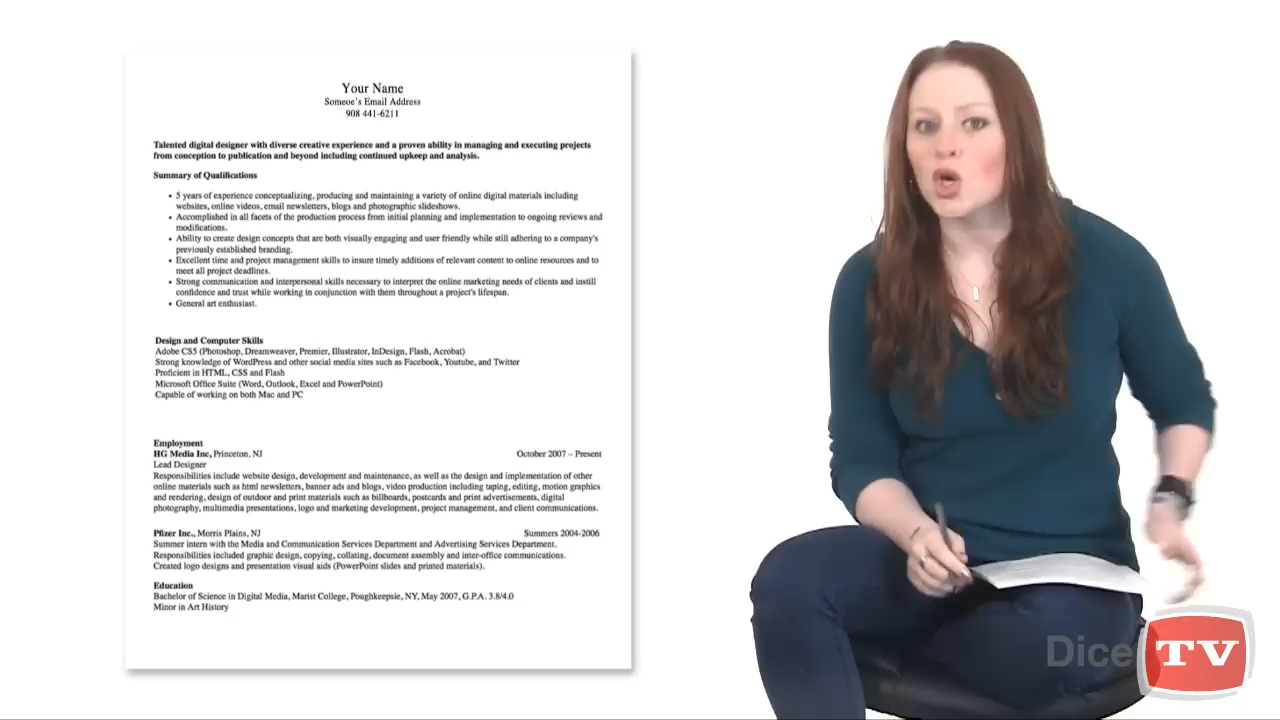 Your Name
Someoe's Email Address
908 441-6211
Talented digital designer with diverse creative experience and a proven ability in managing and executing projects
from conception to publication and beyond including continued upkeep and analysis.
Summary of Qualifications
• 5 years of experience conceptualizing, producing and maintaining a variety of online digital materials including
websites, online videos, email newsletters, blogs and photographic slideshows.
• Accomplished in all facets of the production process from initial planning and implementation to ongoing reviews and
modifications.
• Ability to create design concepts that are both visually engaging and user friendly while still adhering to a company's
previously established branding.
• Excellent time and project management skills to insure timely additions of relevant content to online resources and to
meet all project deadlines.
• Strong communication and interpersonal skills necessary to interpret the online marketing needs of clients and instill
confidence and trust while working in conjunction with them throughout a project's lifespan.
• General art enthusiast.
Design and Computer Skills
Adobe CS5 (Photoshop, Dreamweaver, Premier, Illustrator, InDesign, Flash, Acrobat)
Strong knowledge of WordPress and other social media sites such as Facebook, Youtube, and Twitter
Proficient in HTML, CSS and Flash
Microsoft Office Suite (Word, Outlook, Excel and PowerPoint)
Capable of working on both Mac and PC
Employment
HG Media Inc, Princeton, NJ October 2007 – Present
Lead Designer
Responsibilities include website design, development and maintenance, as well as the design and implementation of other
online materials such as html newsletters, banner ads and blogs, video production including taping, editing, motion graphics
and rendering, design of outdoor and print materials such as billboards, postcards and print advertisements, digital
photography, multimedia presentations, logo and marketing development, project management, and client communications.
Pfizer Inc., Morris Plains, NJ Summers 2004-2006
Summer intern with the Media and Communication Services Department and Advertising Services Department.
Responsibilities included graphic design, copying, collating, document assembly and inter-office communications.
Created logo designs and presentation visual aids (PowerPoint slides and printed materials).
Education
Bachelor of Science in Digital Media, Marist College, Poughkeepsie, NY, May 2007, G.P.A. 3.8/4.0
Minor in Art History
Dice TV